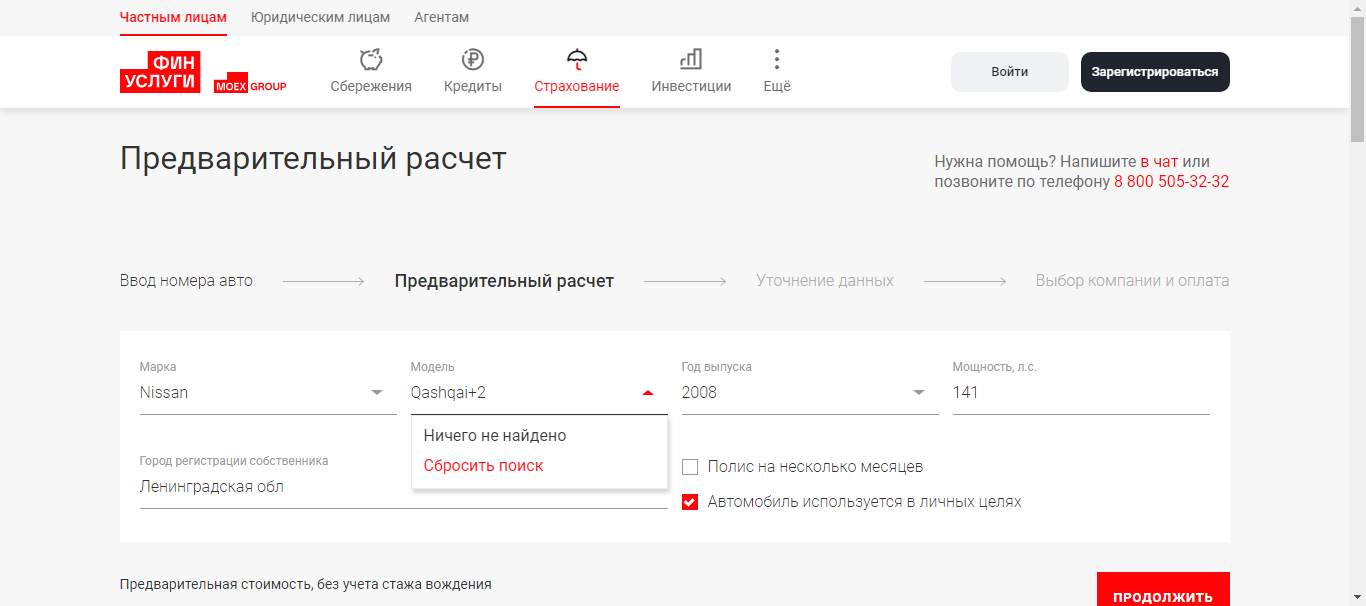 Частным лицам Юридическим лицам Агентам
ФИН
УСЛУГИ
MOEX GROUP
Сбережения Кредиты Страхование Инвестиции Ещё
Войти Зарегистрироваться
Предварительный расчет
Нужна помощь? Напишите в чат или
позвоните по телефону 8 800 505-32-32
Ввод номера авто Предварительный расчет Уточнение данных Выбор компании и оплата
Марка Модель Год выпуска Мощность, л.с.
Nissan Qashqai+2 2008 141
Ничего не найдено
Сбросить поиск
Город регистрации собственника
Ленинградская обл
Полис на несколько месяцев
Автомобиль используется в личных целях
Предварительная стоимость, без учета стажа вождения
ПРОДОЛЖИТЬ